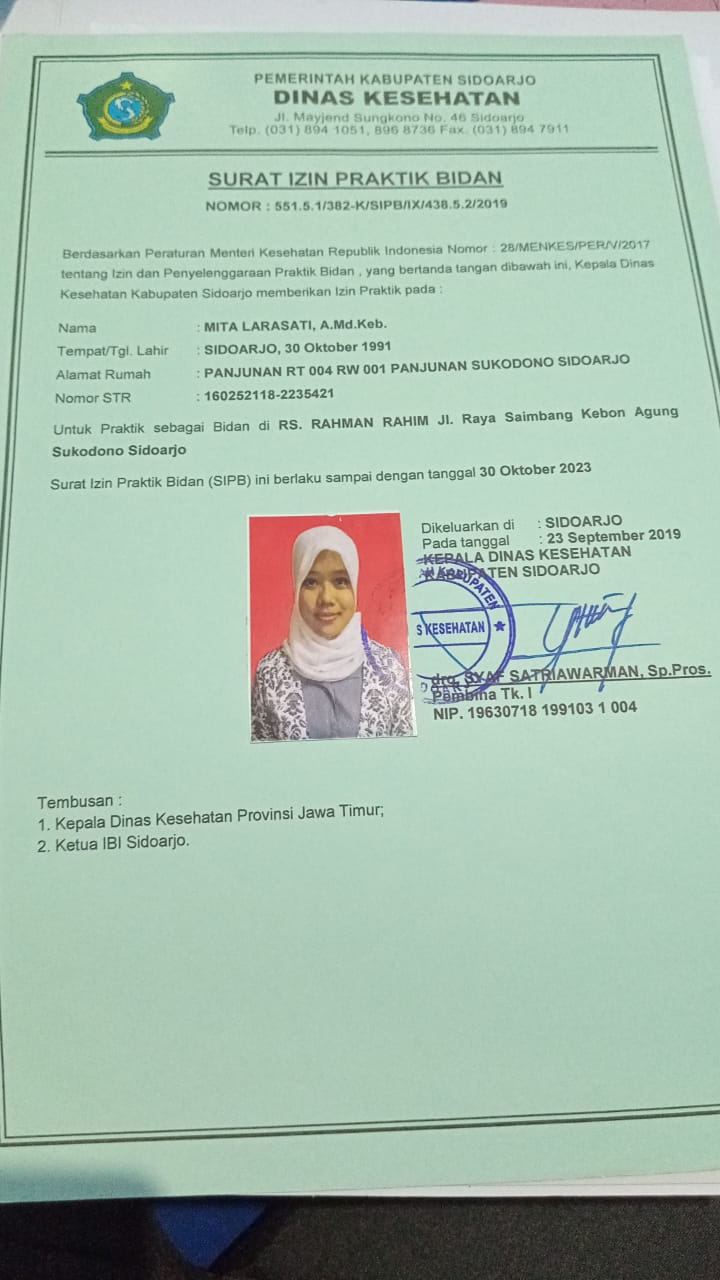 PEMERINTAH KABUPATEN SIDOARJO
DINAS KESEHATAN
Jl. Mayjend Sungkono No. 46 Sidoarjo
Telp. (031) 894 1051, 896 8736 Fax. (031) 894 7911
SURAT IZIN PRAKTIK BIDAN
NOMOR : 551.5.1/382-K/SIPB/IX/438.5.2/2019
Berdasarkan Peraturan Menteri Kesehatan Republik Indonesia Nomor : 28/MENKES/PER/V/2017
tentang Izin dan Penyelenggaraan Praktik Bidan , yang bertanda tangan dibawah ini, Kepala Dinas
Kesehatan Kabupaten Sidoarjo memberikan Izin Praktik pada :
Nama : MITA LARASATI, A.Md.Keb.
Tempat/Tgl. Lahir : SIDOARJO, 30 Oktober 1991
Alamat Rumah : PANJUNAN RT 004 RW 001 PANJUNAN SUKODONO SIDOARJO
Nomor STR : 160252118-2235421
Untuk Praktik sebagai Bidan di RS. RAHMAN RAHIM Jl. Raya Saimbang Kebon Agung
Sukodono Sidoarjo
Surat Izin Praktik Bidan (SIPB) ini berlaku sampai dengan tanggal 30 Oktober 2023
Dikeluarkan di : SIDOARJO
Pada tanggal : 23 September 2019
KEPALA DINAS KESEHATAN
KABUPATEN SIDOARJO
KABUPATEN
S KESEHATAN
drg. SYAF SATRIAWARMAN, Sp.Pros.
Pembina Tk. I
NIP. 19630718 199103 1 004
Tembusan :
1. Kepala Dinas Kesehatan Provinsi Jawa Timur;
2. Ketua IBI Sidoarjo.